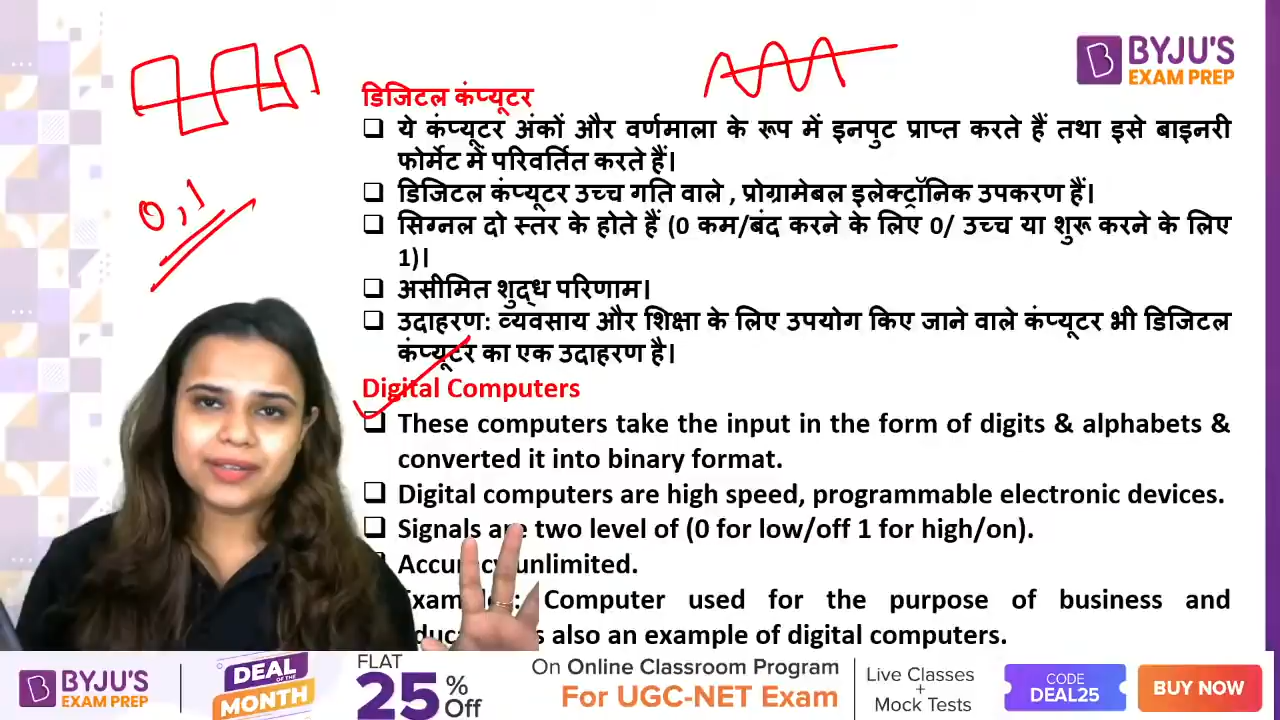 BYJU'S
EXAM PREP
0,1
डिजिटल कंप्यूटर
ये कंप्यूटर अंकों और वर्णमाला के रूप में इनपुट प्राप्त करते हैं तथा इसे बाइनरी
फोर्मेट में परिवर्तित करते हैं।
डिजिटल कंप्यूटर उच्च गति वाले , प्रोग्रामेबल इलेक्ट्रॉनिक उपकरण हैं।
सिग्नल दो स्तर के होते हैं (0 कम/बंद करने के लिए 0/ उच्च या शुरू करने के लिए
1)।
असीमित शुद्ध परिणाम।
उदाहरण: व्यवसाय और शिक्षा के लिए उपयोग किए जाने वाले कंप्यूटर भी डिजिटल
कंप्यूटर का एक उदाहरण है।
Digital Computers
These computers take the input in the form of digits & alphabets &
converted it into binary format.
Digital computers are high speed, programmable electronic devices.
Signals are two level of (0 for low/off 1 for high/on).
Accuracy unlimited.
Computer used for the purpose of business and
also an example of digital computers.
BYJU'S
EXAM PREP
DEAL
OF THE
MONTH
FLAT
25% Off
On Online Classroom Program
For UGC-NET Exam
Live Classes
+
Mock Tests
CODE
DEAL25
BUY NOW